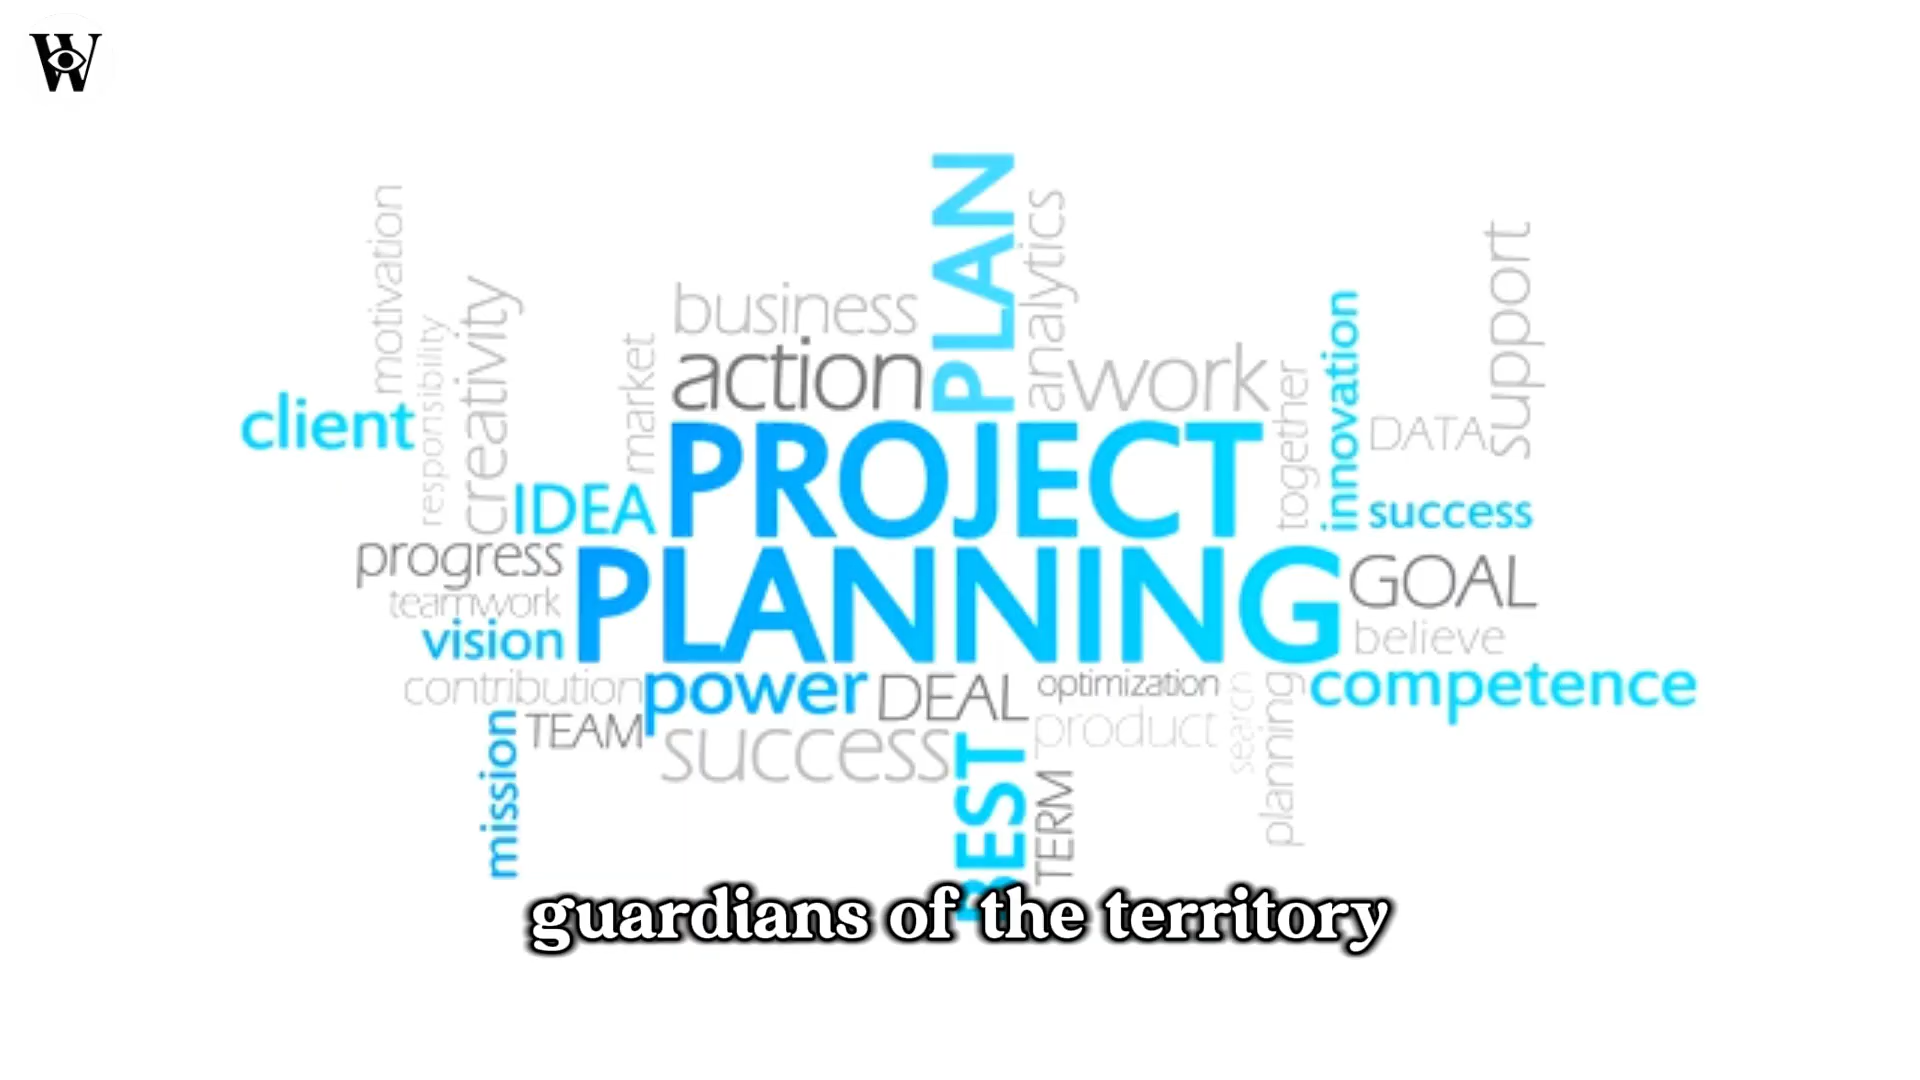 W
PLAN
motivation
analytics
support
business
creativity
innovation
responsibility
market
action
work
together
client
DATA
PROJECT
IDEA
success
progress
PLANNING
GOAL
teamwork
vision
believe
contribution
power
DEAL
optimization
competence
search
planning
mission
TEAM
success
product
BEST
TERM
guardians of the territory